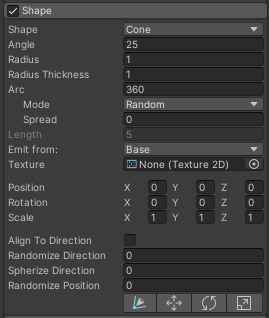 Shape
Shape Cone
Angle 25
Radius 1
Radius Thickness 1
Arc 360
Mode Random
Spread 0
Length 5
Emit from: Base
Texture None (Texture 2D)
Position X 0 Y 0 Z 0
Rotation X 0 Y 0 Z 0
Scale X 1 Y 1 Z 1
Align To Direction
Randomize Direction 0
Spherize Direction 0
Randomize Position 0